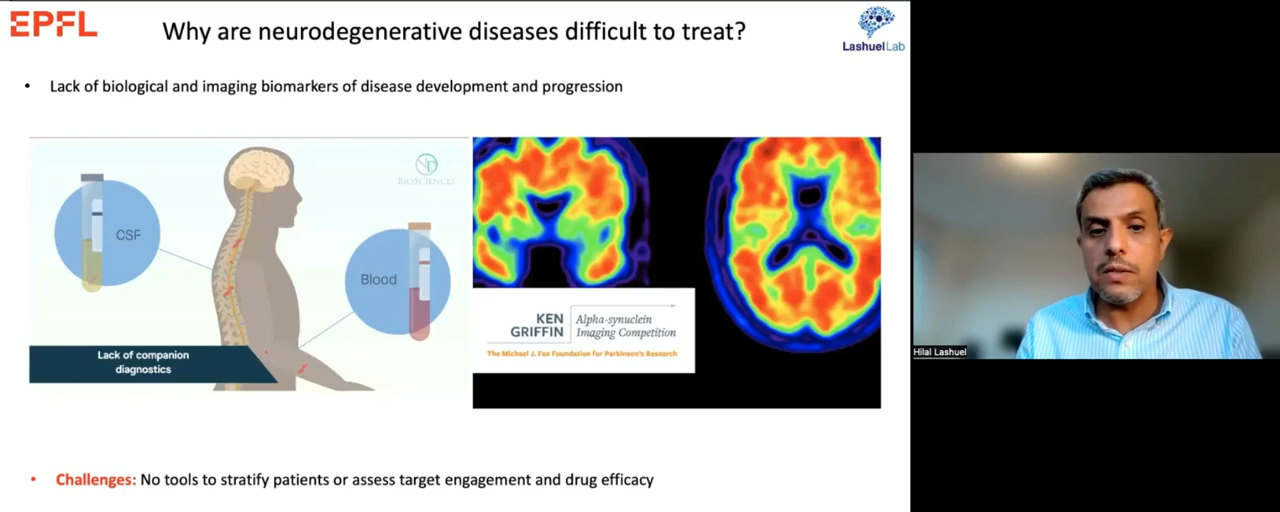 EPFL
Why are neurodegenerative diseases difficult to treat?
LashuelLab
• Lack of biological and imaging biomarkers of disease development and progression
ND
BIOSCIENCES
CSF
Blood
Lack of companion
diagnostics
KEN
GRIFFIN
Alpha-synuclein
Imaging Competition
The Michael J. Fox Foundation for Parkinson's Research
Hilal Lashuel
• Challenges: No tools to stratify patients or assess target engagement and drug efficacy